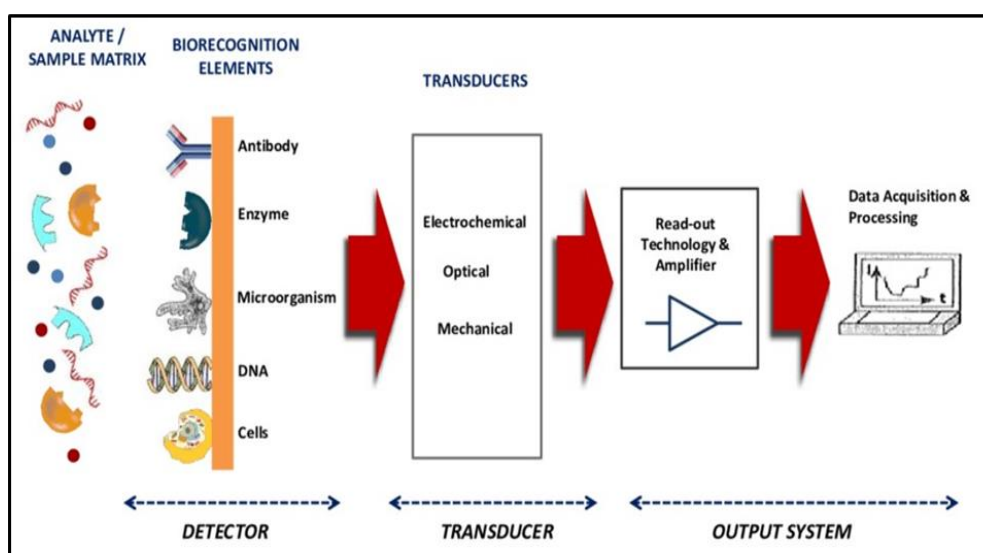 ANALYTE /
SAMPLE MATRIX
BIORECOGNITION
ELEMENTS
TRANSDUCERS
Antibody
Enzyme
Microorganism
DNA
Cells
Electrochemical
Optical
Mechanical
Read-out
Technology &
Amplifier
Data Acquisition &
Processing
I
t
DETECTOR
TRANSDUCER
OUTPUT SYSTEM